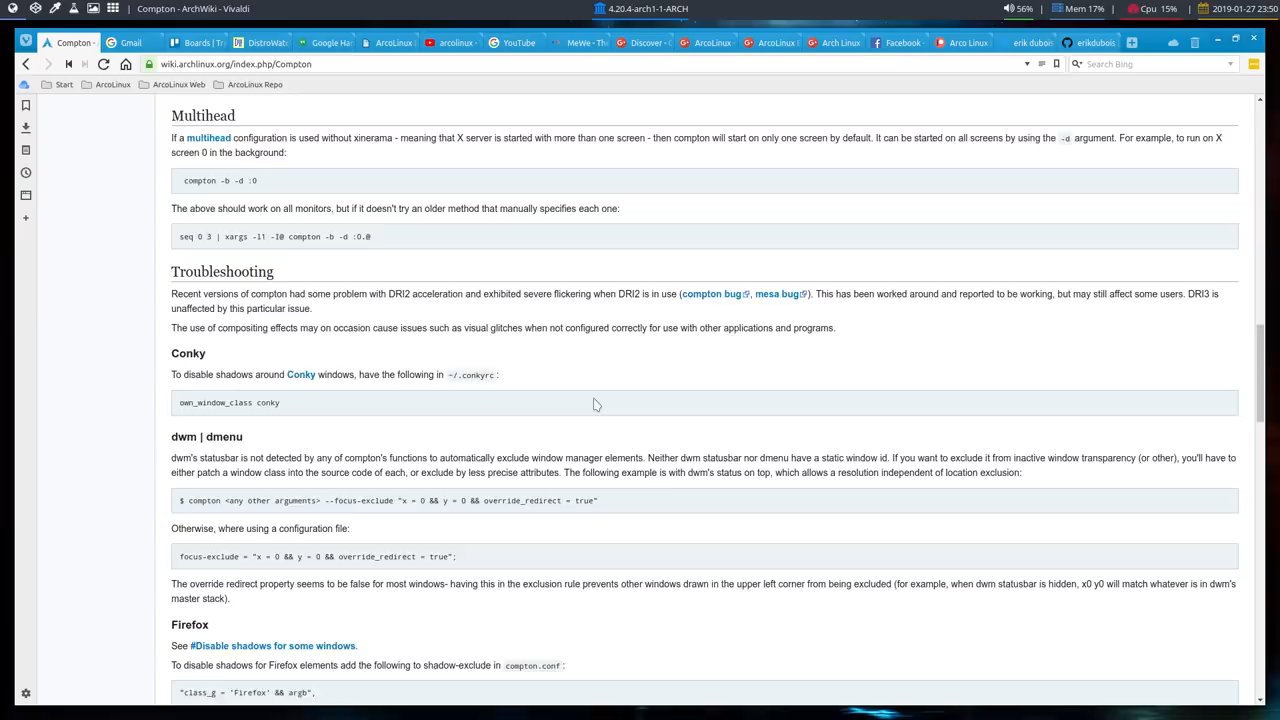 Compton - ArchWiki - Vivaldi
4.20.4-arch1-1-ARCH
56%
Mem 17%
Cpu 15%
2019-01-27 23:50
Compton -
Gmail
Boards | T
DistroWat
Google Ha
ArcoLinux
arcolinux -
YouTube
MeWe - Th
Discover -
ArcoLinux
ArcoLinux
Arch Linux
Facebook
Arco Linux
erik dubois
erikdubois
wiki.archlinux.org/index.php/Compton
Search Bing
Start
ArcoLinux
ArcoLinux Web
ArcoLinux Repo
Multihead
If a multihead configuration is used without xinerama - meaning that X server is started with more than one screen - then compton will start on only one screen by default. It can be started on all screens by using the -d argument. For example, to run on X
screen 0 in the background:
compton -b -d :0
The above should work on all monitors, but if it doesn't try an older method that manually specifies each one:
seq 0 3 | xargs -l1 -I@ compton -b -d :0.@
Troubleshooting
Recent versions of compton had some problem with DRI2 acceleration and exhibited severe flickering when DRI2 is in use (compton bug, mesa bug). This has been worked around and reported to be working, but may still affect some users. DRI3 is
unaffected by this particular issue.
The use of compositing effects may on occasion cause issues such as visual glitches when not configured correctly for use with other applications and programs.
Conky
To disable shadows around Conky windows, have the following in ~/.conkyrc:
own_window_class conky
dwm | dmenu
dwm's statusbar is not detected by any of compton's functions to automatically exclude window manager elements. Neither dwm statusbar nor dmenu have a static window id. If you want to exclude it from inactive window transparency (or other), you'll have to
either patch a window class into the source code of each, or exclude by less precise attributes. The following example is with dwm's status on top, which allows a resolution independent of location exclusion:
$ compton <any other arguments> --focus-exclude "x = 0 && y = 0 && override_redirect = true"
Otherwise, where using a configuration file:
focus-exclude = "x = 0 && y = 0 && override_redirect = true";
The override redirect property seems to be false for most windows- having this in the exclusion rule prevents other windows drawn in the upper left corner from being excluded (for example, when dwm statusbar is hidden, x0 y0 will match whatever is in dwm's
master stack).
Firefox
See #Disable shadows for some windows.
To disable shadows for Firefox elements add the following to shadow-exclude in compton.conf:
"class_g = 'Firefox' && argb",